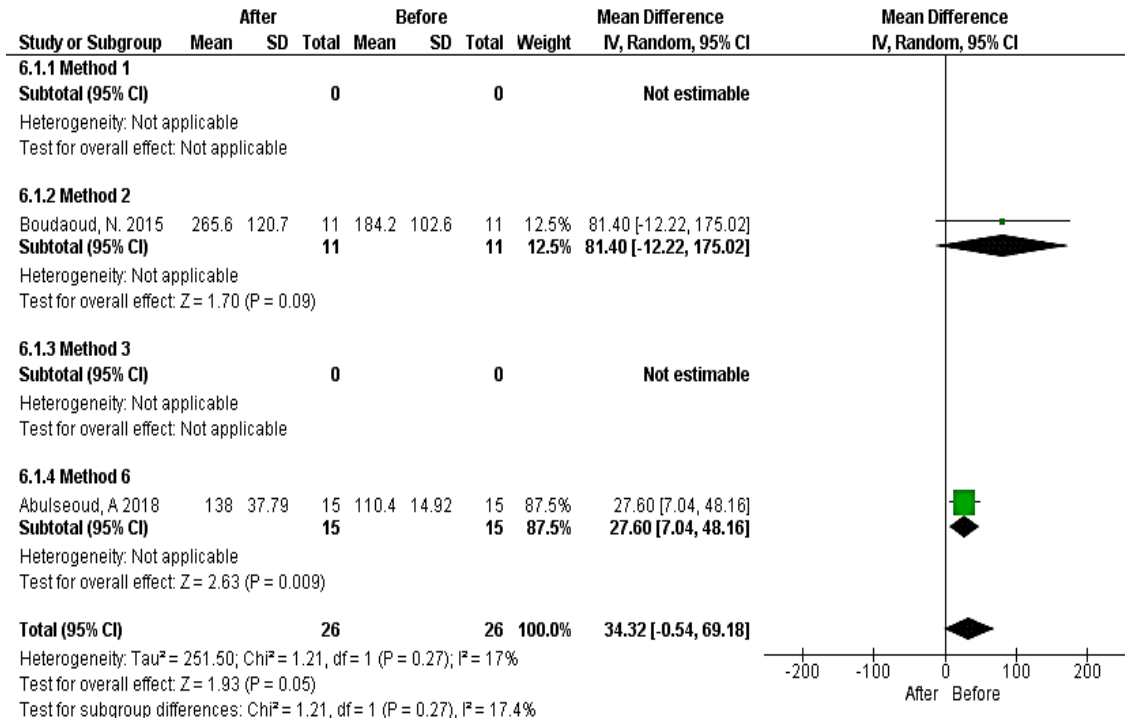 After Before Mean Difference Mean Difference
Study or Subgroup Mean SD Total Mean SD Total Weight IV, Random, 95% CI IV, Random, 95% CI
6.1.1 Method 1
Subtotal (95% CI) 0 0 Not estimable
Heterogeneity: Not applicable
Test for overall effect: Not applicable
6.1.2 Method 2
Boudaoud, N. 2015 265.6 120.7 11 184.2 102.6 11 12.5% 81.40 [-12.22, 175.02]
Subtotal (95% CI) 11 11 12.5% 81.40 [-12.22, 175.02]
Heterogeneity: Not applicable
Test for overall effect: Z = 1.70 (P = 0.09)
6.1.3 Method 3
Subtotal (95% CI) 0 0 Not estimable
Heterogeneity: Not applicable
Test for overall effect: Not applicable
6.1.4 Method 6
Abulseoud, A 2018 138 37.79 15 110.4 14.92 15 87.5% 27.60 [7.04, 48.16]
Subtotal (95% CI) 15 15 87.5% 27.60 [7.04, 48.16]
Heterogeneity: Not applicable
Test for overall effect: Z = 2.63 (P = 0.009)
Total (95% CI) 26 26 100.0% 34.32 [-0.54, 69.18]
Heterogeneity: Tau² = 251.50; Chi² = 1.21, df = 1 (P = 0.27); I² = 17%
Test for overall effect: Z = 1.93 (P = 0.05)
Test for subgroup differences: Chi² = 1.21, df = 1 (P = 0.27), I² = 17.4%
-200 -100 0 100 200
After Before